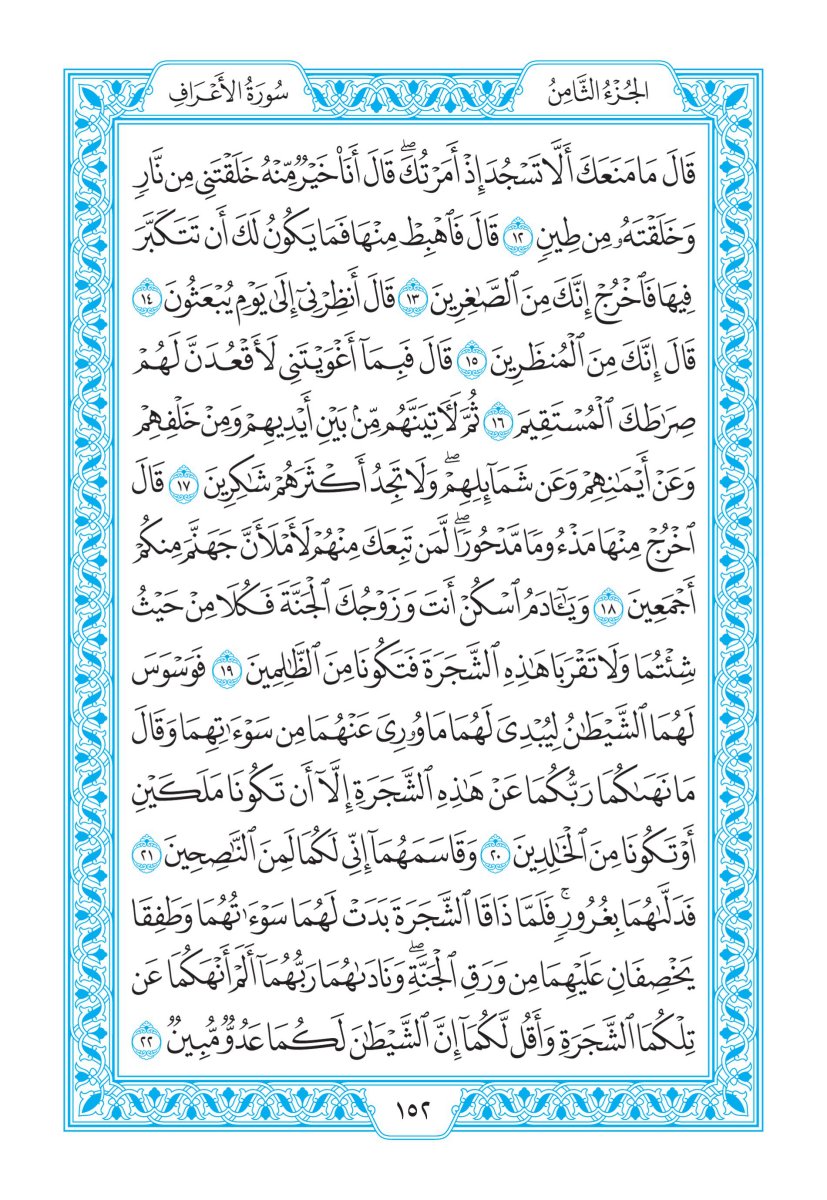 الجُزْءُ الثَّامِنُ
سُورَةُ الأَعْرَافِ
قَالَ مَا مَنَعَكَ أَلَّا تَسْجُدَ إِذْ أَمَرْتُكَ ۖ قَالَ أَنَا۠ خَيْرٌ مِّنْهُ خَلَقْتَنِى مِن نَّارٍ
وَخَلَقْتَهُۥ مِن طِينٍ ١٢ قَالَ فَٱهْبِطْ مِنْهَا فَمَا يَكُونُ لَكَ أَن تَتَكَبَّرَ
فِيهَا فَٱخْرُجْ إِنَّكَ مِنَ ٱلصَّٰغِرِينَ ١٣ قَالَ أَنظِرْنِىٓ إِلَىٰ يَوْمِ يُبْعَثُونَ ١٤
قَالَ إِنَّكَ مِنَ ٱلْمُنظَرِينَ ١٥ قَالَ فَبِمَآ أَغْوَيْتَنِى لَأَقْعُدَنَّ لَهُمْ
صِرَٰطَكَ ٱلْمُسْتَقِيمَ ١٦ ثُمَّ لَـَٔاتِيَنَّهُم مِّنۢ بَيْنِ أَيْدِيهِمْ وَمِنْ خَلْفِهِمْ
وَعَنْ أَيْمَٰنِهِمْ وَعَن شَمَآئِلِهِمْ ۖ وَلَا تَجِدُ أَكْثَرَهُمْ شَٰكِرِينَ ١٧ قَالَ
ٱخْرُجْ مِنْهَا مَذْءُومًا مَّدْحُورًا ۖ لَّمَن تَبِعَكَ مِنْهُمْ لَأَمْلَأَنَّ جَهَنَّمَ مِنكُمْ
أَجْمَعِينَ ١٨ وَيَٰٓـَٔادَمُ ٱسْكُنْ أَنتَ وَزَوْجُكَ ٱلْجَنَّةَ فَكُلَا مِنْ حَيْثُ
شِئْتُمَا وَلَا تَقْرَبَا هَٰذِهِ ٱلشَّجَرَةَ فَتَكُونَا مِنَ ٱلظَّٰلِمِينَ ١٩ فَوَسْوَسَ
لَهُمَا ٱلشَّيْطَٰنُ لِيُبْدِىَ لَهُمَا مَا وُۥرِىَ عَنْهُمَا مِن سَوْءَٰتِهِمَا وَقَالَ
مَا نَهَىٰكُمَا رَبُّكُمَا عَنْ هَٰذِهِ ٱلشَّجَرَةِ إِلَّآ أَن تَكُونَا مَلَكَيْنِ
أَوْ تَكُونَا مِنَ ٱلْخَٰلِدِينَ ٢٠ وَقَاسَمَهُمَآ إِنِّى لَكُمَا لَمِنَ ٱلنَّٰصِحِينَ ٢١
فَدَلَّىٰهُمَا بِغُرُورٍ ۚ فَلَمَّا ذَاقَا ٱلشَّجَرَةَ بَدَتْ لَهُمَا سَوْءَٰتُهُمَا وَطَفِقَا
يَخْصِفَانِ عَلَيْهِمَا مِن وَرَقِ ٱلْجَنَّةِ ۖ وَنَادَىٰهُمَا رَبُّهُمَآ أَلَمْ أَنْهَكُمَا عَن
تِلْكُمَا ٱلشَّجَرَةِ وَأَقُل لَّكُمَآ إِنَّ ٱلشَّيْطَٰنَ لَكُمَا عَدُوٌّ مُّبِينٌ ٢٢
١٥٢